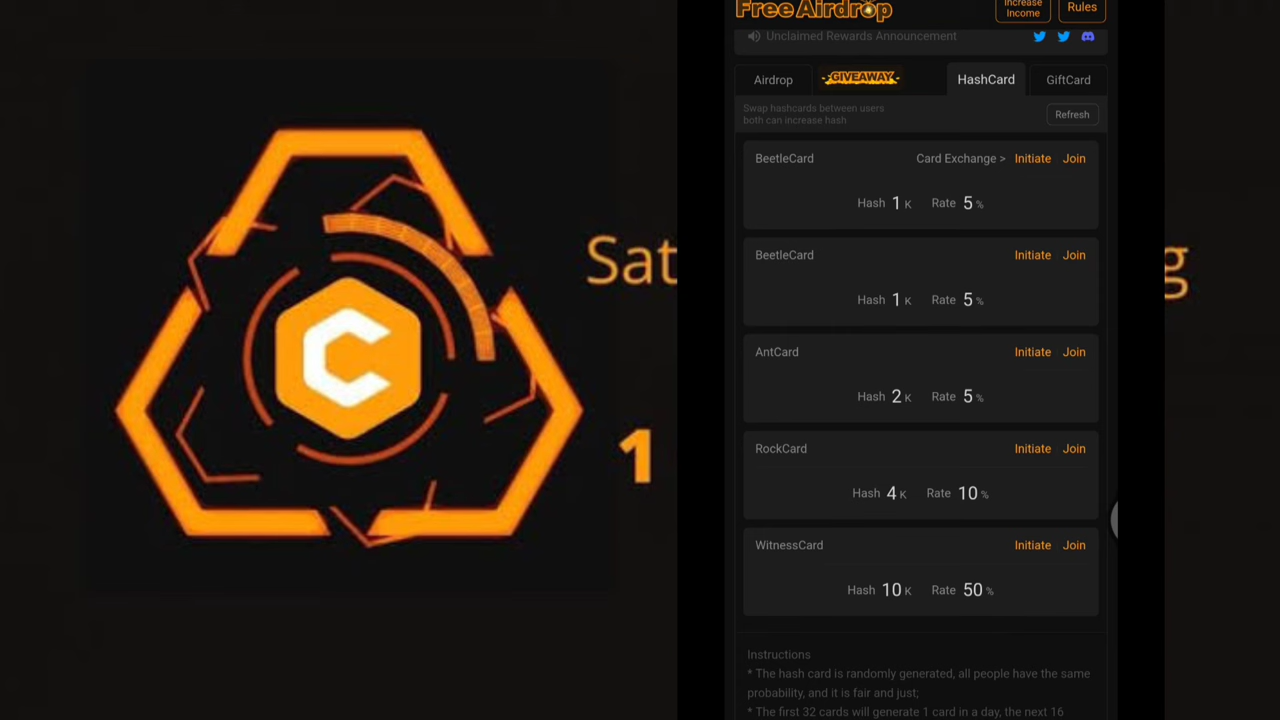 Free Airdrop
Increase
Income
Rules
Unclaimed Rewards Announcement
Airdrop
GIVEAWAY
HashCard
GiftCard
Swap hashcards between users
both can increase hash
Refresh
BeetleCard Card Exchange > Initiate Join
Hash 1 K Rate 5 %
BeetleCard Initiate Join
Hash 1 K Rate 5 %
AntCard Initiate Join
Hash 2 K Rate 5 %
RockCard Initiate Join
Hash 4 K Rate 10 %
WitnessCard Initiate Join
Hash 10 K Rate 50 %
Instructions
* The hash card is randomly generated, all people have the same
probability, and it is fair and just;
* The first 32 cards will generate 1 card in a day, the next 16
Sat
g
1